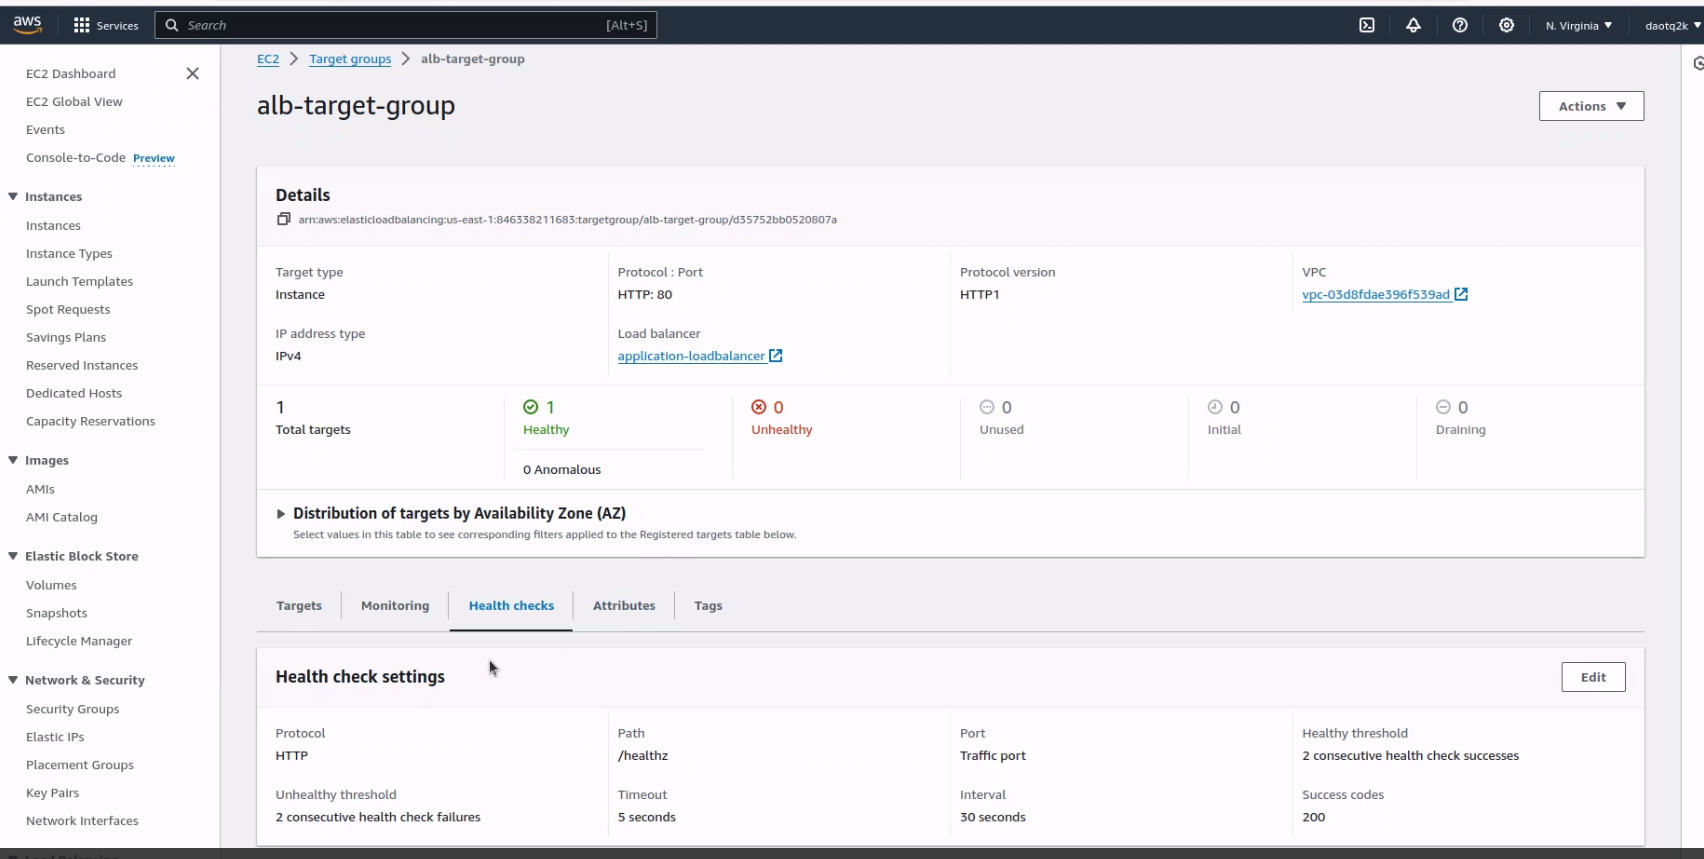 aws
Services
Search
[Alt+S]
N. Virginia
daotq2k
EC2 Dashboard
EC2 Global View
Events
Console-to-Code Preview
Instances
Instances
Instance Types
Launch Templates
Spot Requests
Savings Plans
Reserved Instances
Dedicated Hosts
Capacity Reservations
Images
AMIs
AMI Catalog
Elastic Block Store
Volumes
Snapshots
Lifecycle Manager
Network & Security
Security Groups
Elastic IPs
Placement Groups
Key Pairs
Network Interfaces
EC2 > Target groups > alb-target-group
alb-target-group
Actions
Details
arn:aws:elasticloadbalancing:us-east-1:846338211683:targetgroup/alb-target-group/d35752bb0520807a
Target type
Instance
Protocol : Port
HTTP: 80
Protocol version
HTTP1
VPC
vpc-03d8fdae396f539ad
IP address type
IPv4
Load balancer
application-loadbalancer
1
Total targets
1
Healthy
0 Anomalous
0
Unhealthy
0
Unused
0
Initial
0
Draining
Distribution of targets by Availability Zone (AZ)
Select values in this table to see corresponding filters applied to the Registered targets table below.
Targets
Monitoring
Health checks
Attributes
Tags
Health check settings
Edit
Protocol
HTTP
Path
/healthz
Port
Traffic port
Healthy threshold
2 consecutive health check successes
Unhealthy threshold
2 consecutive health check failures
Timeout
5 seconds
Interval
30 seconds
Success codes
200